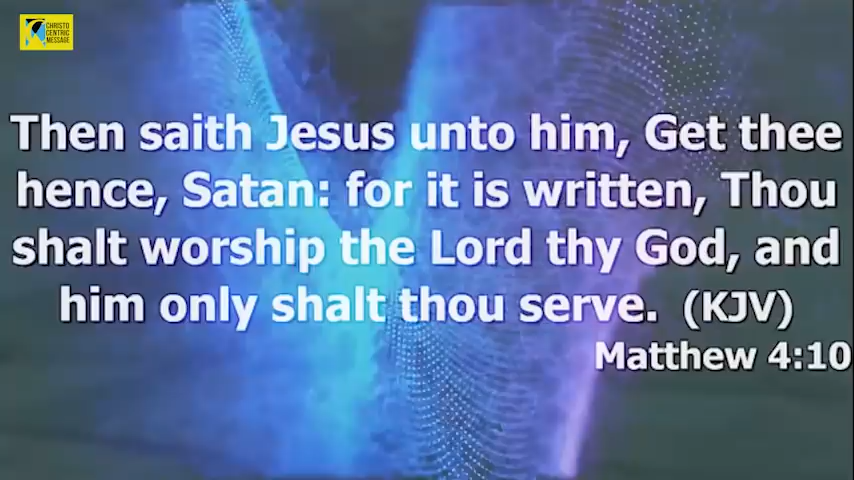 CHRISTO
CENTRIC
MESSAGE
Then saith Jesus unto him, Get thee
hence, Satan: for it is written, Thou
shalt worship the Lord thy God, and
him only shalt thou serve. (KJV)
Matthew 4:10